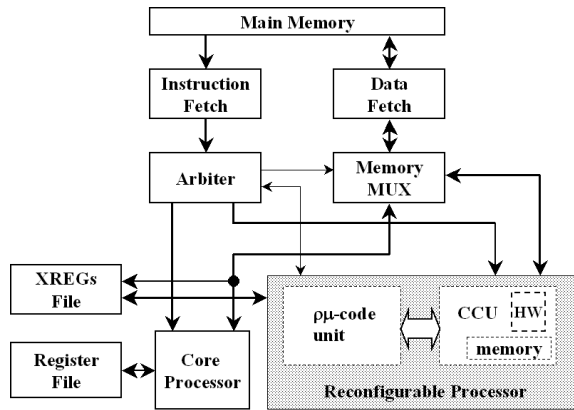 Main Memory
Instruction
Fetch
Data
Fetch
Arbiter
Memory
MUX
XREGs
File
Register
File
Core
Processor
ρμ-code
unit
CCU
HW
memory
Reconfigurable Processor